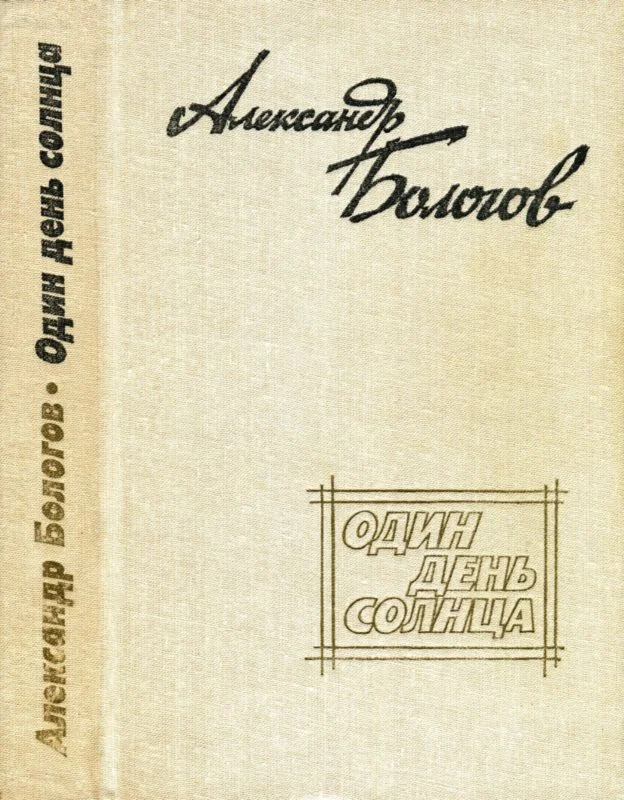 Александр Бологов • Один день солнца
Александр
Бологов
ОДИН
ДЕНЬ
СОЛНЦА